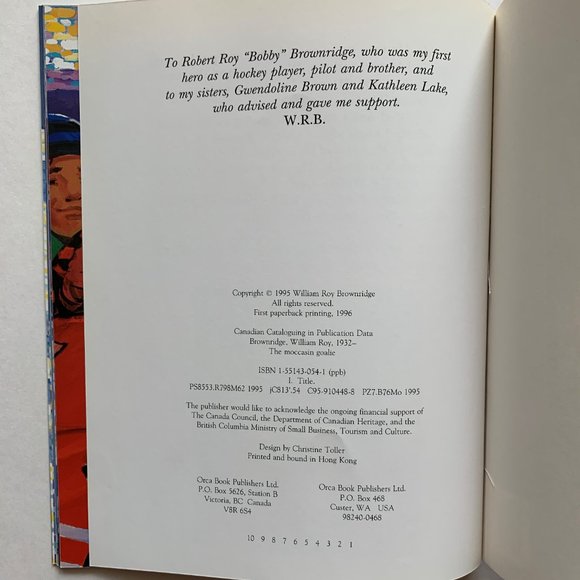 To Robert Roy "Bobby" Brownridge, who was my first
hero as a hockey player, pilot and brother, and
to my sisters, Gwendoline Brown and Kathleen Lake,
who advised and gave me support.
W.R.B.
Copyright © 1995 William Roy Brownridge
All rights reserved.
First paperback printing, 1996
Canadian Cataloguing in Publication Data
Brownridge, William Roy, 1932–
The moccasin goalie
ISBN 1-55143-054-1 (ppb)
I. Title.
PS8553.R798M62 1995 jC813'.54 C95-910448-8 PZ7.B76Mo 1995
The publisher would like to acknowledge the ongoing financial support of
The Canada Council, the Department of Canadian Heritage, and the
British Columbia Ministry of Small Business, Tourism and Culture.
Design by Christine Toller
Printed and bound in Hong Kong
Orca Book Publishers Ltd.
P.O. Box 5626, Station B
Victoria, BC Canada
V8R 6S4
Orca Book Publishers Ltd.
P.O. Box 468
Custer, WA USA
98240-0468
10 9 8 7 6 5 4 3 2 1